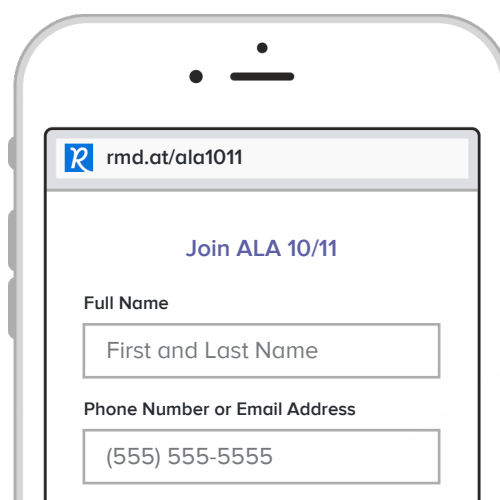 R rmd.at/ala1011
Join ALA 10/11
Full Name
First and Last Name
Phone Number or Email Address
(555) 555-5555